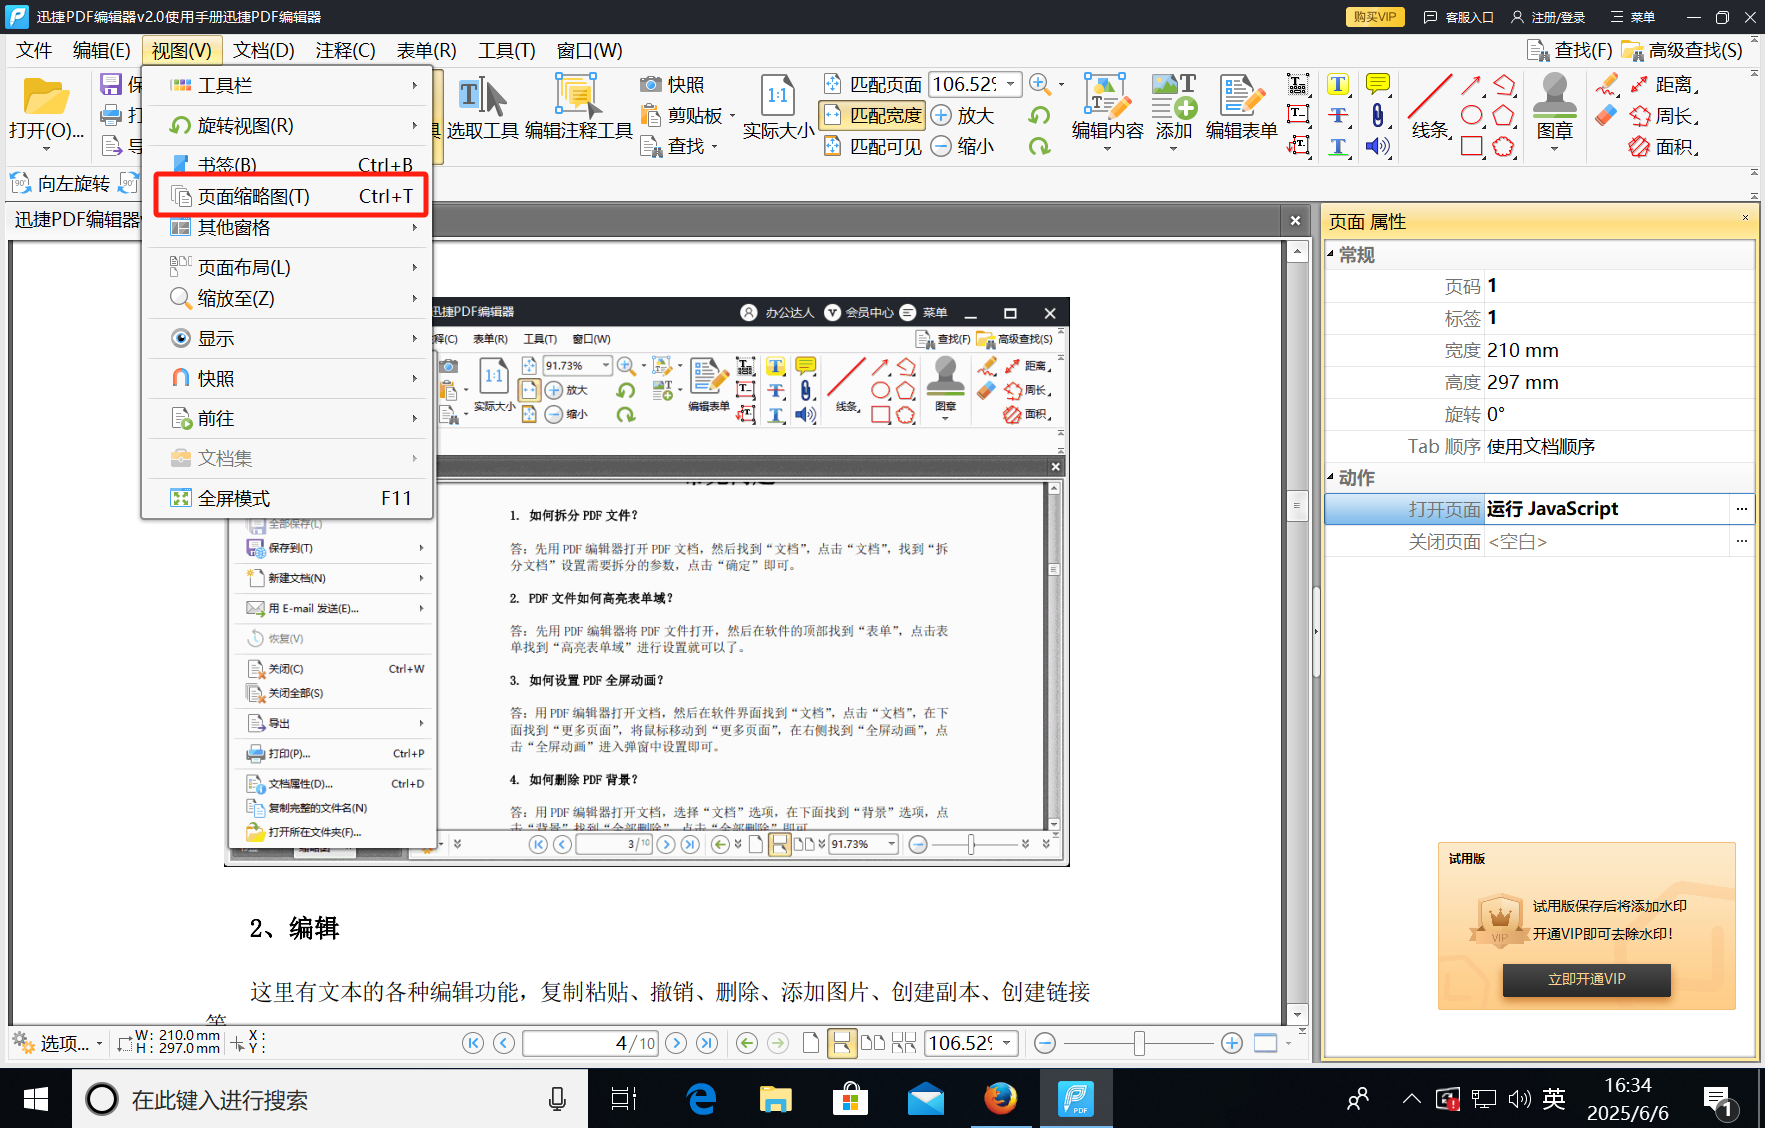 迅捷PDF编辑器v2.0使用手册迅捷PDF编辑器 购买VIP 客服入口 注册/登录 菜单
文件 编辑(E) 视图(V) 文档(D) 注释(C) 表单(R) 工具(T) 窗口(W) 查找(F) 高级查找(S)
打开(O)...
选取工具 编辑注释工具
快照
剪贴板
查找
实际大小
匹配页面 106.52%
匹配宽度 放大
匹配可见 缩小
编辑内容 添加 编辑表单
线条 图章
距离
周长
面积
向左旋转
迅捷PDF编辑器
工具栏
旋转视图(R)
书签(B) Ctrl+B
页面缩略图(T) Ctrl+T
其他窗格
页面布局(L)
缩放至(Z)
显示
快照
前往
文档集
全屏模式 F11
迅捷PDF编辑器 办公达人 会员中心 菜单
释(C) 表单(R) 工具(T) 窗口(W) 查找(F) 高级查找(S)
实际大小
91.73%
放大
缩小
编辑表单
线条 图章
距离
周长
面积
全部保存(L)
保存到(T)
新建文档(N)
用 E-mail 发送(E)...
恢复(V)
关闭(C) Ctrl+W
关闭全部(S)
导出
打印(P)... Ctrl+P
文档属性(D)... Ctrl+D
复制完整的文件名(N)
打开所在文件夹(F)...
1. 如何拆分 PDF 文件?
答: 先用 PDF 编辑器打开 PDF 文档, 然后找到 “文档”, 点击 “文档”, 找到 “拆
分文档” 设置需要拆分的参数, 点击 “确定” 即可。
2. PDF 文件如何高亮表单域?
答: 先用 PDF 编辑器将 PDF 文件打开, 然后在软件的顶部找到 “表单”, 点击表
单找到 “高亮表单域” 进行设置就可以了。
3. 如何设置 PDF 全屏动画?
答: 用 PDF 编辑器打开文档, 然后在软件界面找到 “文档”, 点击 “文档”, 在下
面找到 “更多页面”, 将鼠标移动到 “更多页面”, 在右侧找到 “全屏动画”, 点
击 “全屏动画” 进入弹窗中设置即可。
4. 如何删除 PDF 背景?
答: 用 PDF 编辑器打开文档, 选择 “文档” 选项, 在下面找到 “背景” 选项, 点
3/10 91.73%
2、编辑
这里有文本的各种编辑功能，复制粘贴、撤销、删除、添加图片、创建副本、创建链接
页面 属性
常规
页码 1
标签 1
宽度 210 mm
高度 297 mm
旋转 0°
Tab 顺序 使用文档顺序
动作
打开页面 运行 JavaScript ...
关闭页面 <空白> ...
试用版
试用版保存后将添加水印
VIP
开通VIP即可去除水印!
立即开通VIP
选项... W: 210.0 mm X:
H: 297.0 mm Y:
4/10 106.52%
在此键入进行搜索
PDF
英
16:34
2025/6/6
1